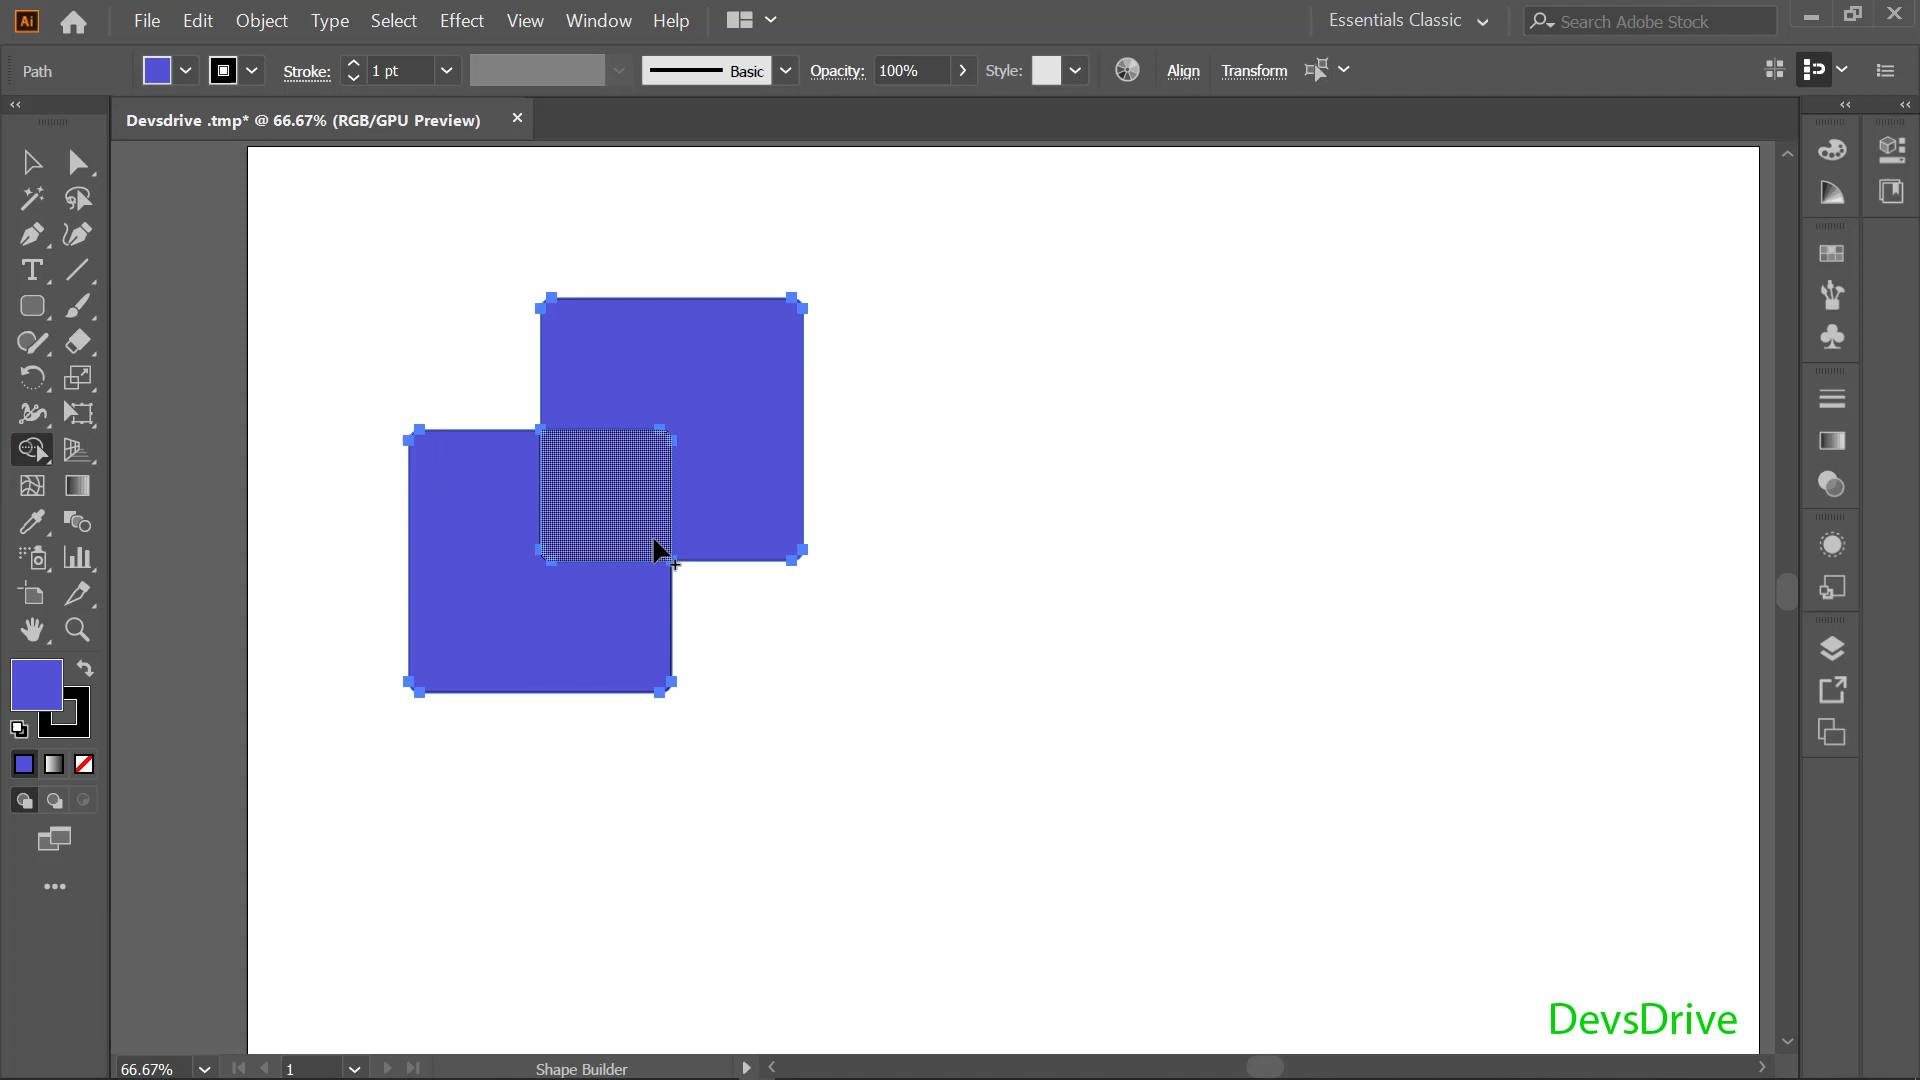 Ai File Edit Object Type Select Effect View Window Help Essentials Classic Search Adobe Stock
Path Stroke: 1 pt Basic Opacity: 100% Style: Align Transform
Devsdrive .tmp* @ 66.67% (RGB/GPU Preview)
DevsDrive
66.67% 1 Shape Builder